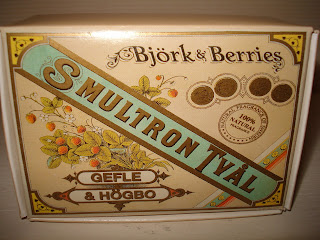 Björk & Berries
SMULTRON TVÅL
100%
NATURAL
GEFLE
& HÖGBO